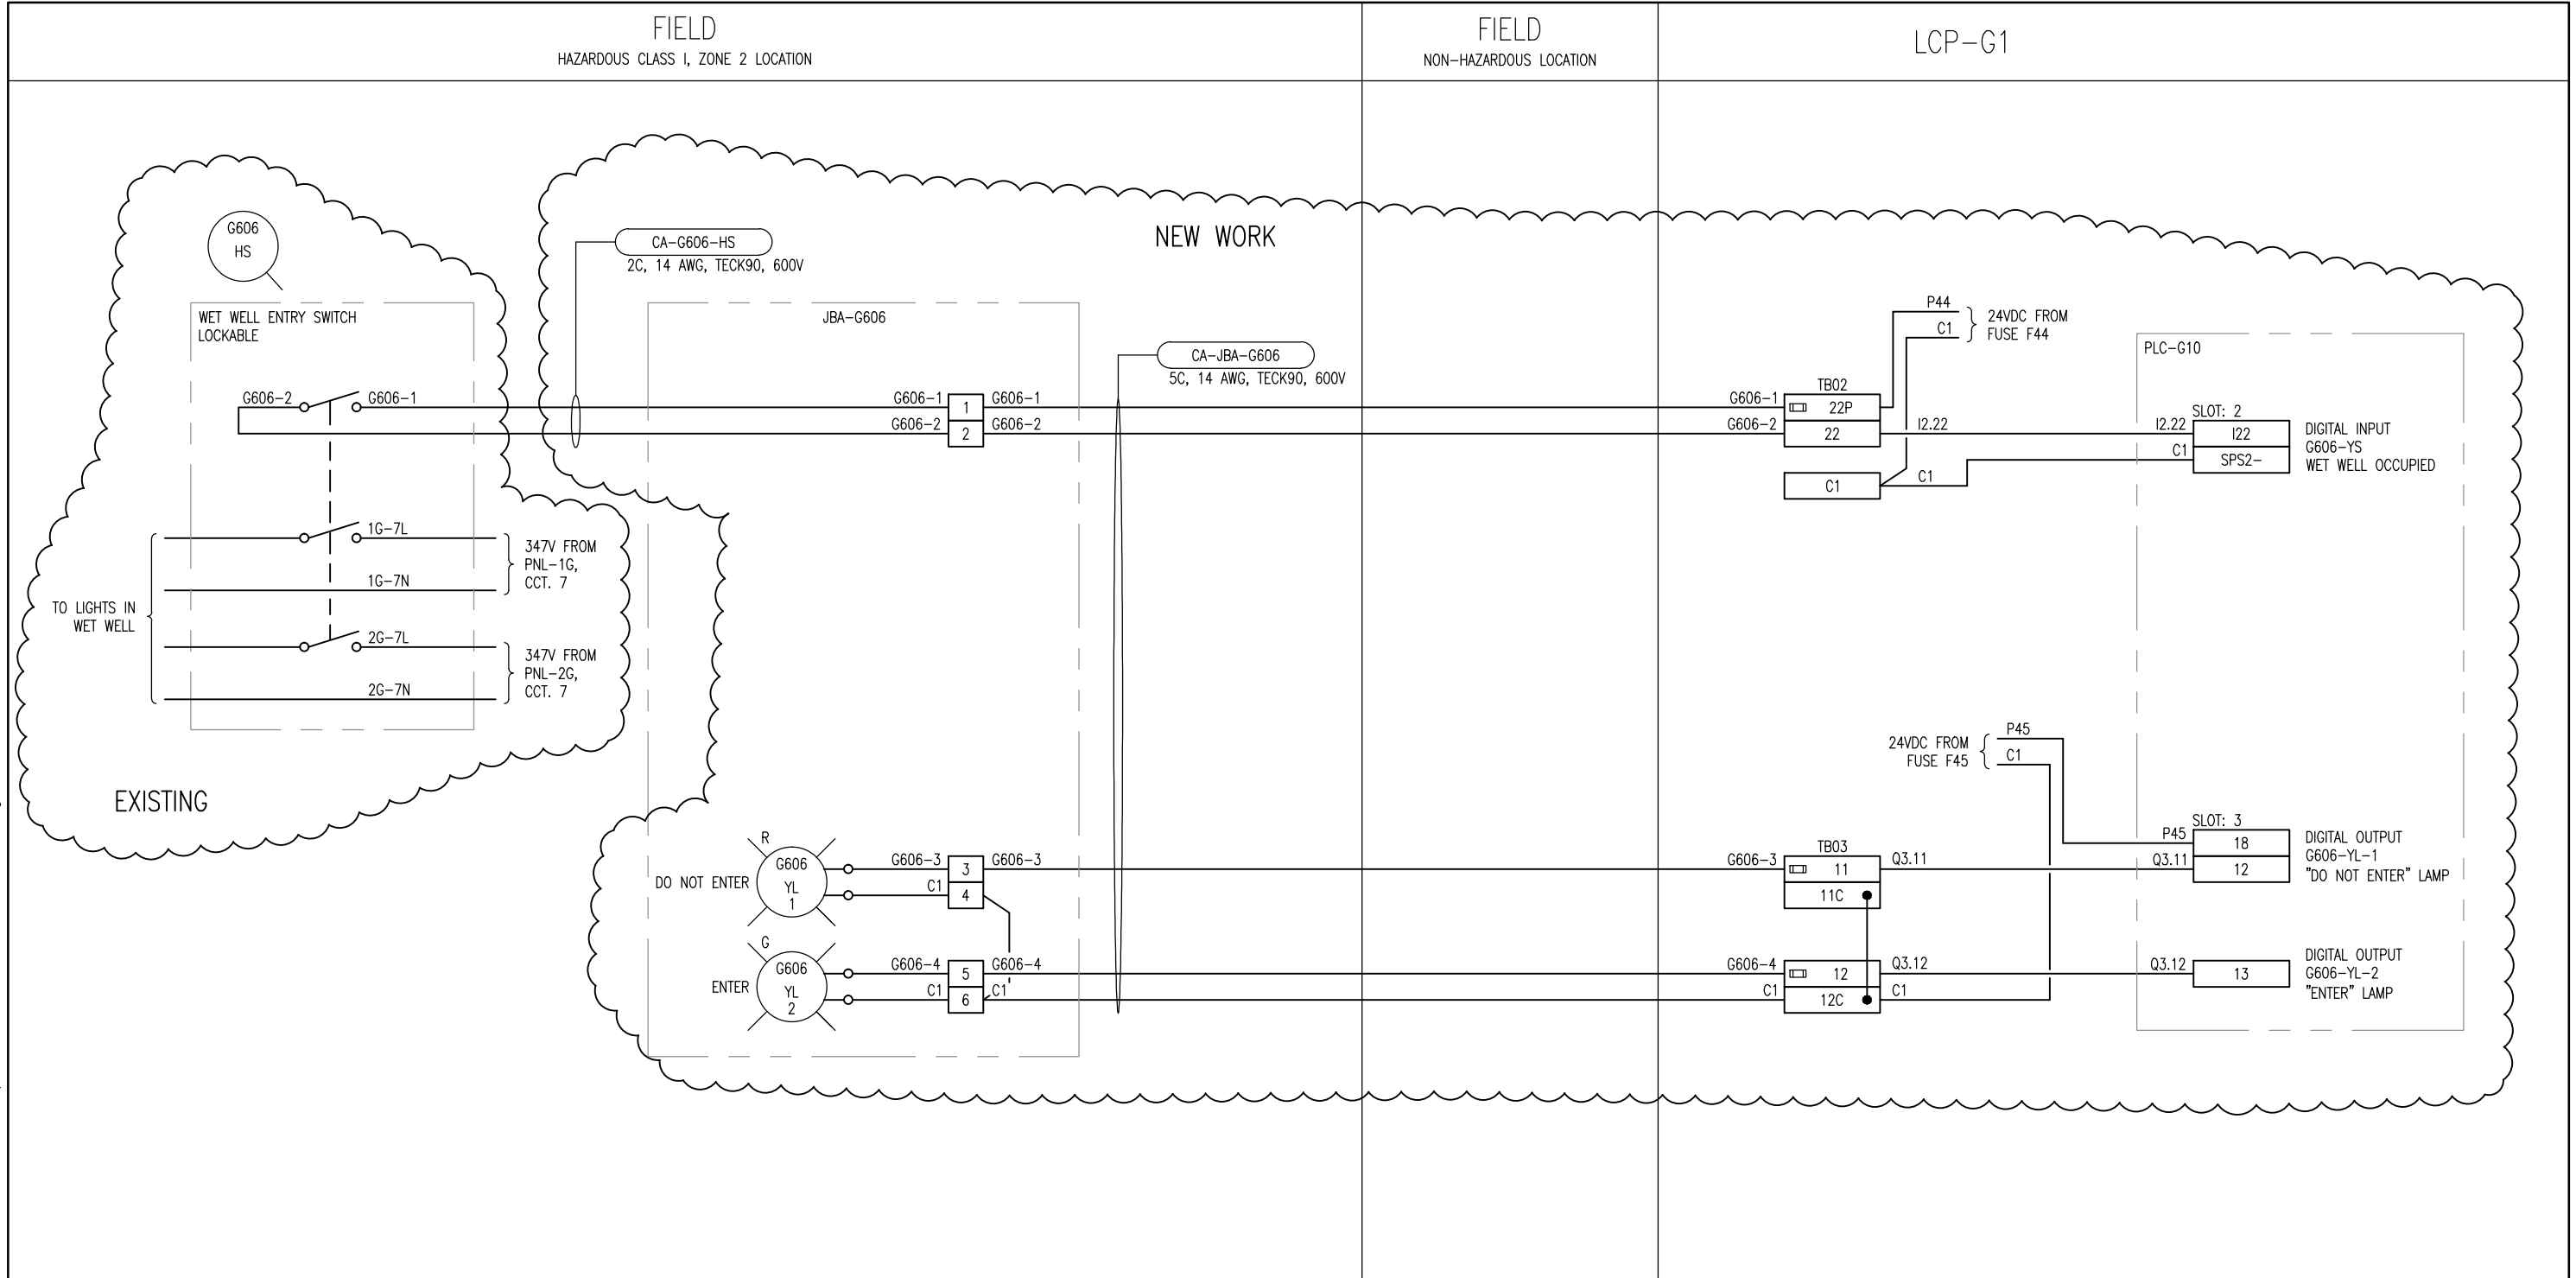 FIELD
HAZARDOUS CLASS I, ZONE 2 LOCATION
FIELD
NON-HAZARDOUS LOCATION
LCP-G1
G606
HS
WET WELL ENTRY SWITCH
LOCKABLE
G606-2
G606-1
1G-7L
1G-7N
347V FROM
PNL-1G,
CCT. 7
TO LIGHTS IN
WET WELL
2G-7L
2G-7N
347V FROM
PNL-2G,
CCT. 7
EXISTING
NEW WORK
CA-G606-HS
2C, 14 AWG, TECK90, 600V
JBA-G606
CA-JBA-G606
5C, 14 AWG, TECK90, 600V
G606-1
1
G606-1
G606-2
2
G606-2
R
G606
YL
1
DO NOT ENTER
G606-3
3
G606-3
C1
4
G
G606
YL
2
ENTER
G606-4
5
G606-4
C1
6
C1
P44
C1
24VDC FROM
FUSE F44
TB02
G606-1
22P
G606-2
22
I2.22
C1
C1
PLC-G10
SLOT: 2
I2.22
I22
C1
SPS2-
DIGITAL INPUT
G606-YS
WET WELL OCCUPIED
24VDC FROM
FUSE F45
P45
C1
TB03
G606-3
11
Q3.11
11C
G606-4
12
Q3.12
C1
12C
C1
SLOT: 3
P45
18
Q3.11
12
DIGITAL OUTPUT
G606-YL-1
"DO NOT ENTER" LAMP
Q3.12
13
DIGITAL OUTPUT
G606-YL-2
"ENTER" LAMP